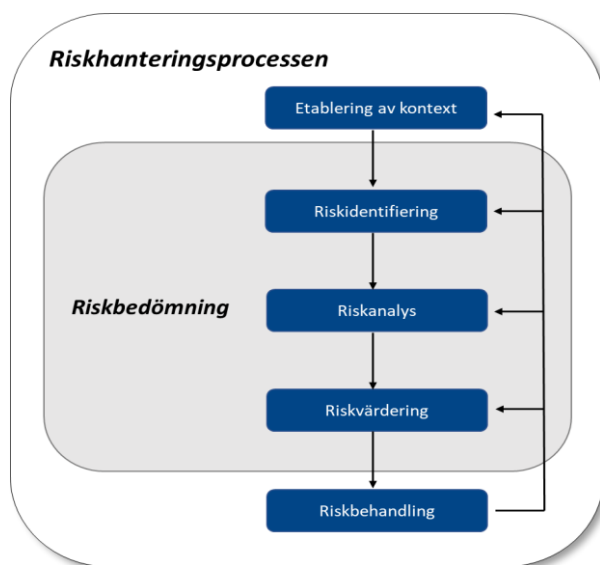 Riskhanteringsprocessen
Etablering av kontext
Riskidentifiering
Riskbedömning
Riskanalys
Riskvärdering
Riskbehandling